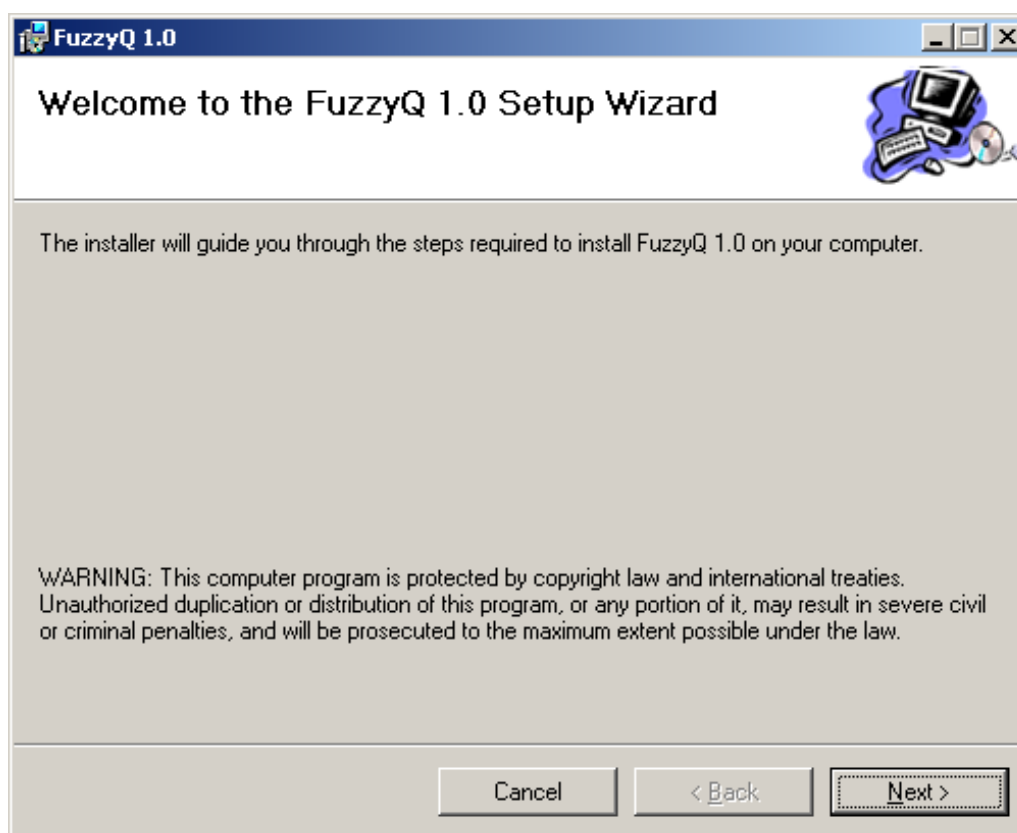 FuzzyQ 1.0
Welcome to the FuzzyQ 1.0 Setup Wizard
The installer will guide you through the steps required to install FuzzyQ 1.0 on your computer.
WARNING: This computer program is protected by copyright law and international treaties.
Unauthorized duplication or distribution of this program, or any portion of it, may result in severe civil
or criminal penalties, and will be prosecuted to the maximum extent possible under the law.
Cancel
< Back
Next >